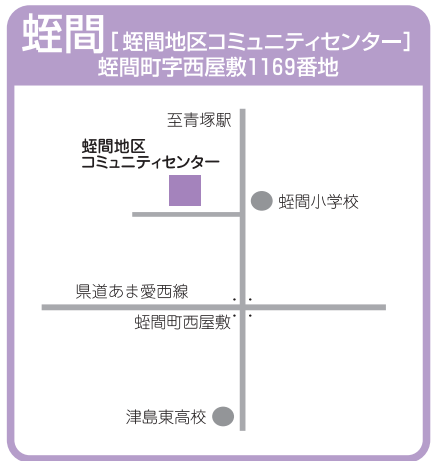 蛭間[蛭間地区コミュニティセンター]
蛭間町字西屋敷1169番地
至青塚駅
蛭間地区
コミュニティセンター
蛭間小学校
県道あま愛西線
蛭間町西屋敷
津島東高校